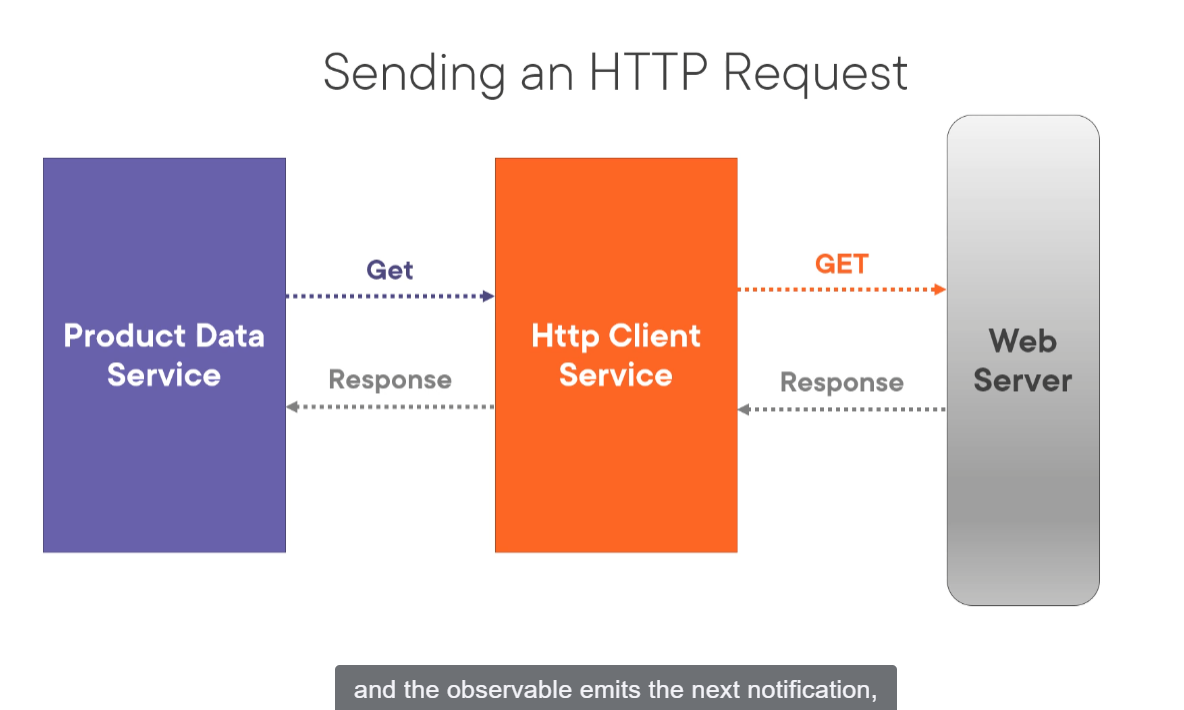 Sending an HTTP Request
Get
GET
Product Data
Service
Http Client
Service
Web
Server
Response
Response
and the observable emits the next notification,